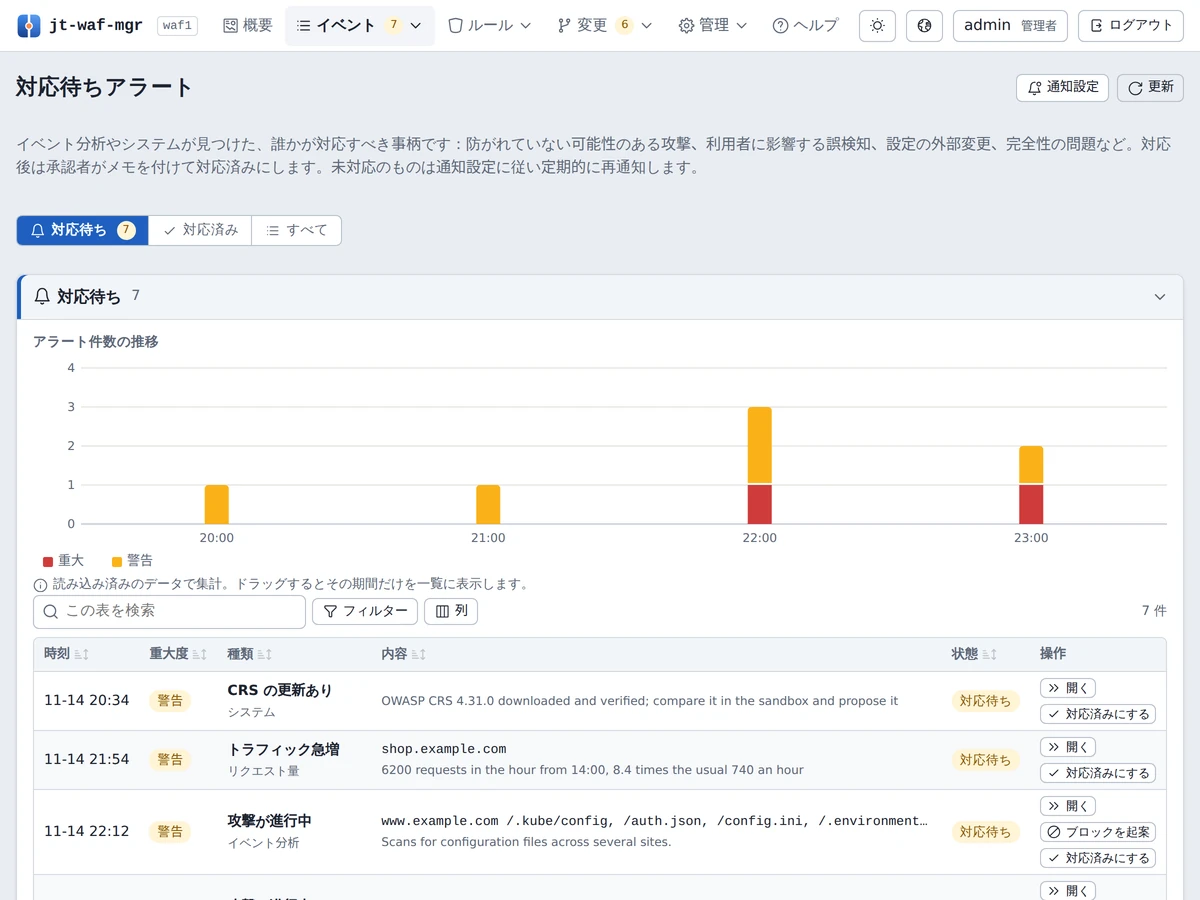 jt-waf-mgr waf1 概要 イベント 7 ルール 変更 6 管理 ヘルプ admin 管理者 ログアウト
対応待ちアラート
通知設定 更新
イベント分析やシステムが見つけた、誰かが対応すべき事柄です：防がれていない可能性のある攻撃、利用者に影響する誤検知、設定の外部変更、完全性の問題など。対応
後は承認者がメモを付けて対応済みにします。未対応のものは通知設定に従い定期的に再通知します。
対応待ち 7 対応済み すべて
対応待ち 7
アラート件数の推移
4
3
2
1
0
20:00 21:00 22:00 23:00
重大 警告
読み込み済みのデータで集計。ドラッグするとその期間だけを一覧に表示します。
この表を検索 フィルター 列 7 件
時刻 重大度 種類 内容 状態 操作
11-14 20:34 警告 CRS の更新あり
システム
OWASP CRS 4.31.0 downloaded and verified; compare it in the sandbox and propose it
対応待ち
開く
対応済みにする
11-14 21:54 警告 トラフィック急増
リクエスト量
shop.example.com
6200 requests in the hour from 14:00, 8.4 times the usual 740 an hour
対応待ち
開く
対応済みにする
11-14 22:12 警告 攻撃が進行中
イベント分析
www.example.com /.kube/config, /auth.json, /config.ini, /.environment…
Scans for configuration files across several sites.
対応待ち
開く
ブロックを起案
対応済みにする
開く